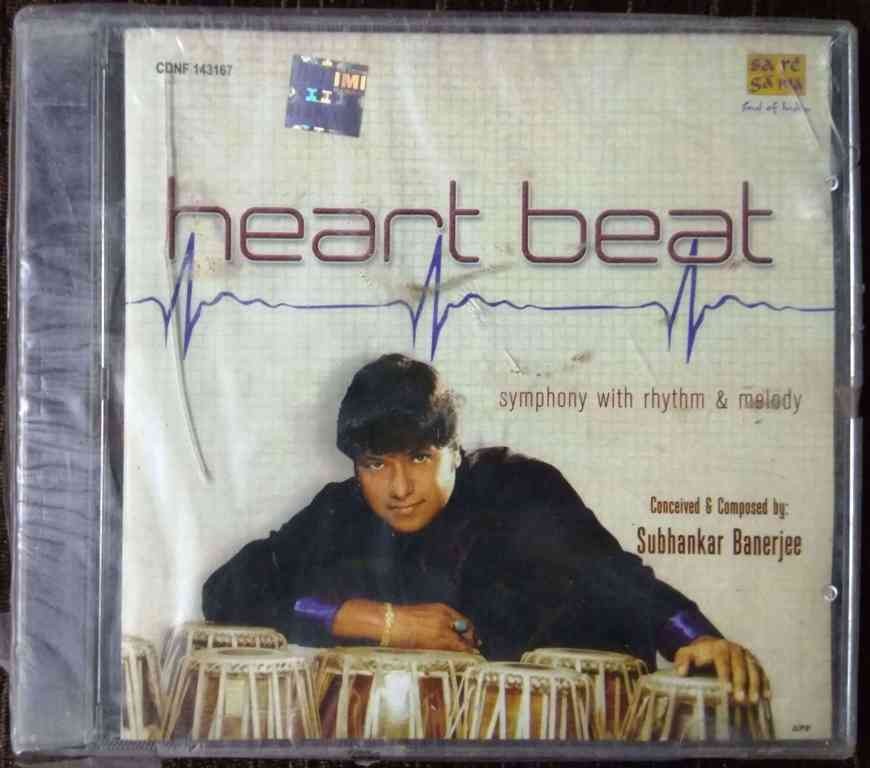 CDNF 143167
IMI
sa re
ga ma
heart beat
symphony with rhythm & melody
Conceived & Composed by:
Subhankar Banerjee